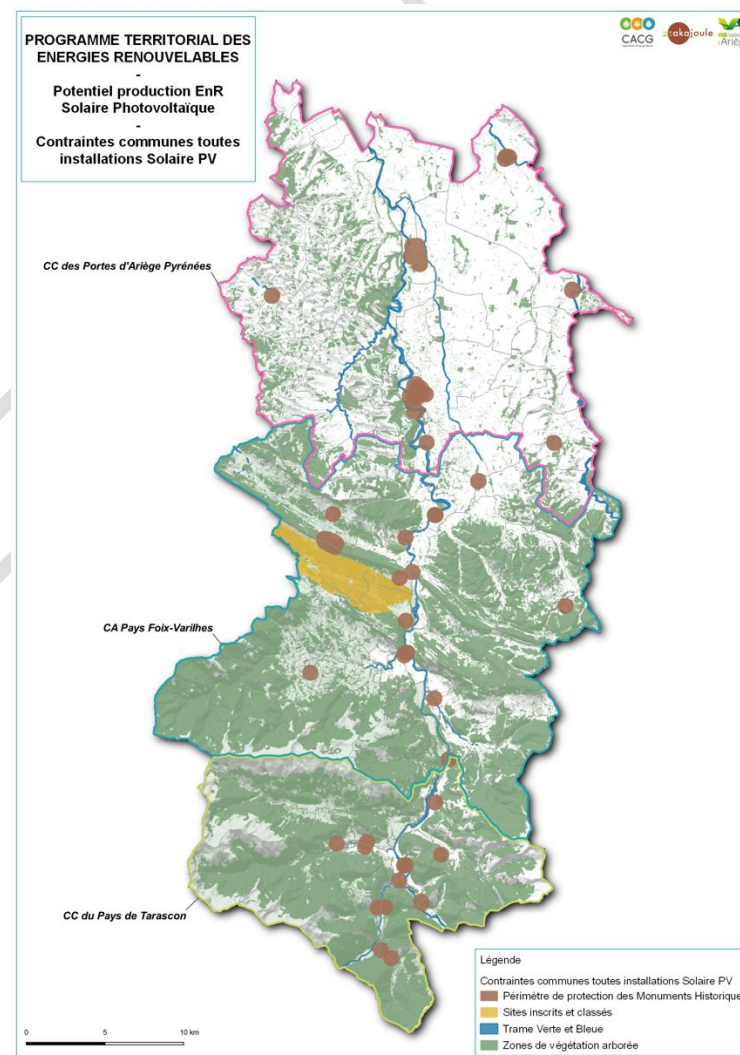 PROGRAMME TERRITORIAL DES
ENERGIES RENOUVELABLES
-
Potentiel production EnR
Solaire Photovoltaïque
-
Contraintes communes toutes
installations Solaire PV
CACG
akajoule
Ariège
CC des Portes d'Ariège Pyrénées
CA Pays Foix-Varilhes
CC du Pays de Tarascon
0 5 10 km
Légende
Contraintes communes toutes installations Solaire PV
Périmètre de protection des Monuments Historique
Sites inscrits et classés
Trame Verte et Bleue
Zones de végétation arborée